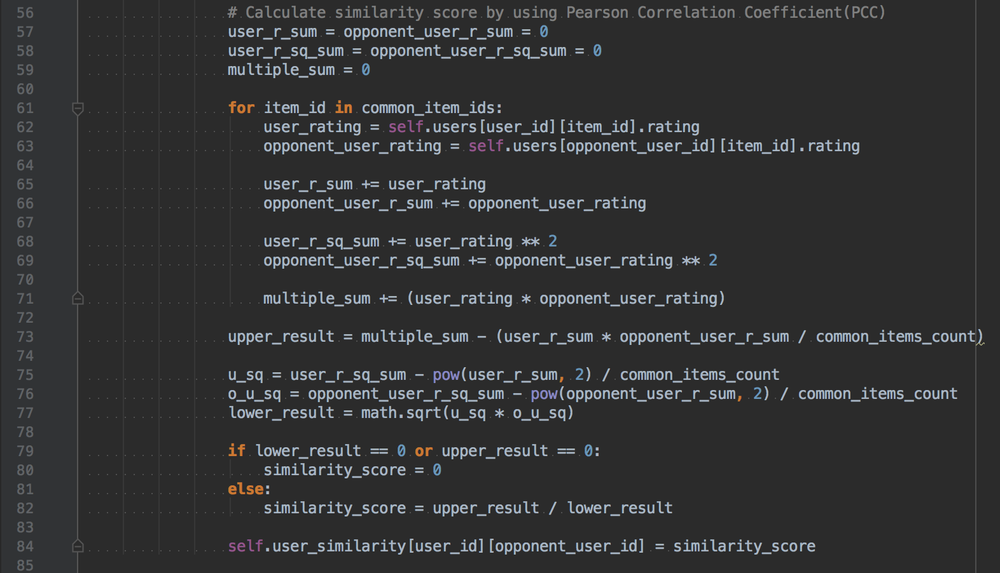 56 # Calculate similarity score by using Pearson Correlation Coefficient(PCC)
57 user_r_sum = opponent_user_r_sum = 0
58 user_r_sq_sum = opponent_user_r_sq_sum = 0
59 multiple_sum = 0
60
61 for item_id in common_item_ids:
62 user_rating = self.users[user_id][item_id].rating
63 opponent_user_rating = self.users[opponent_user_id][item_id].rating
64
65 user_r_sum += user_rating
66 opponent_user_r_sum += opponent_user_rating
67
68 user_r_sq_sum += user_rating ** 2
69 opponent_user_r_sq_sum += opponent_user_rating ** 2
70
71 multiple_sum += (user_rating * opponent_user_rating)
72
73 upper_result = multiple_sum - (user_r_sum * opponent_user_r_sum / common_items_count)
74
75 u_sq = user_r_sq_sum - pow(user_r_sum, 2) / common_items_count
76 o_u_sq = opponent_user_r_sq_sum - pow(opponent_user_r_sum, 2) / common_items_count
77 lower_result = math.sqrt(u_sq * o_u_sq)
78
79 if lower_result == 0 or upper_result == 0:
80 similarity_score = 0
81 else:
82 similarity_score = upper_result / lower_result
83
84 self.user_similarity[user_id][opponent_user_id] = similarity_score
85